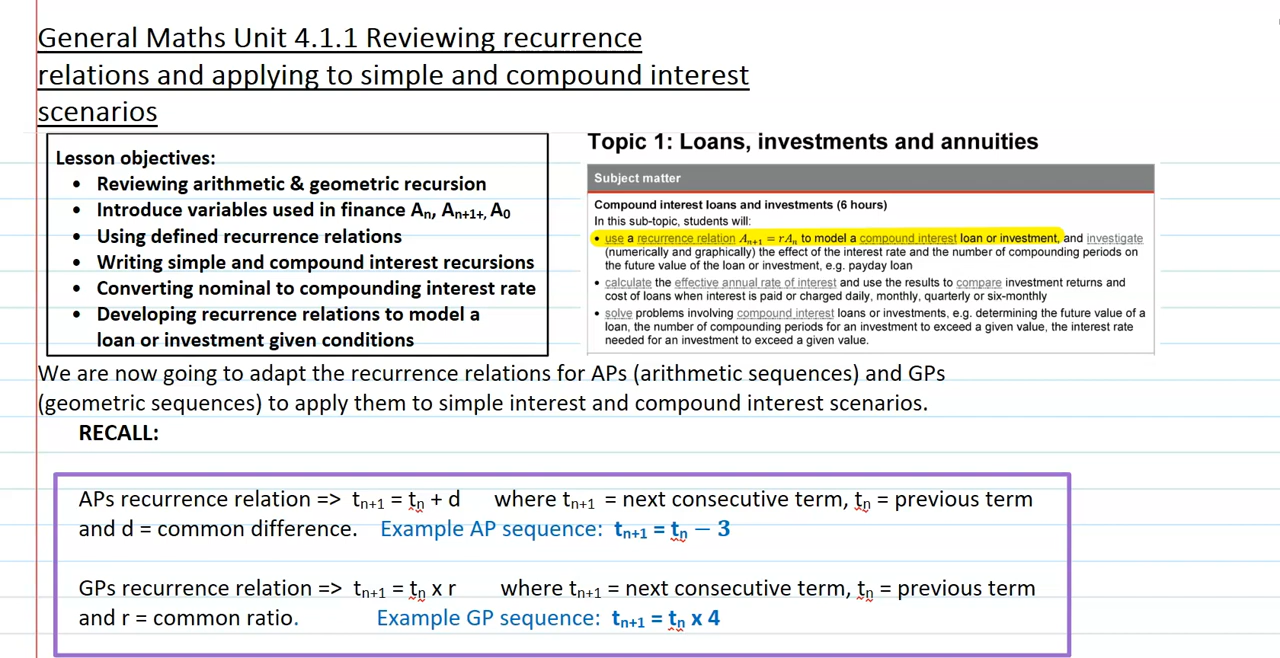 General Maths Unit 4.1.1 Reviewing recurrence
relations and applying to simple and compound interest
scenarios
Lesson objectives:
• Reviewing arithmetic & geometric recursion
• Introduce variables used in finance Aₙ, Aₙ₊₁₊, A₀
• Using defined recurrence relations
• Writing simple and compound interest recursions
• Converting nominal to compounding interest rate
• Developing recurrence relations to model a
loan or investment given conditions
Topic 1: Loans, investments and annuities
Subject matter
Compound interest loans and investments (6 hours)
In this sub-topic, students will:
• use a recurrence relation Aₙ₊₁ = rAₙ to model a compound interest loan or investment, and investigate
(numerically and graphically) the effect of the interest rate and the number of compounding periods on
the future value of the loan or investment, e.g. payday loan
• calculate the effective annual rate of interest and use the results to compare investment returns and
cost of loans when interest is paid or charged daily, monthly, quarterly or six-monthly
• solve problems involving compound interest loans or investments, e.g. determining the future value of a
loan, the number of compounding periods for an investment to exceed a given value, the interest rate
needed for an investment to exceed a given value.
We are now going to adapt the recurrence relations for APs (arithmetic sequences) and GPs
(geometric sequences) to apply them to simple interest and compound interest scenarios.
RECALL:
APs recurrence relation => tₙ₊₁ = tₙ + d where tₙ₊₁ = next consecutive term, tₙ = previous term
and d = common difference. Example AP sequence: tₙ₊₁ = tₙ − 3
GPs recurrence relation => tₙ₊₁ = tₙ x r where tₙ₊₁ = next consecutive term, tₙ = previous term
and r = common ratio. Example GP sequence: tₙ₊₁ = tₙ x 4